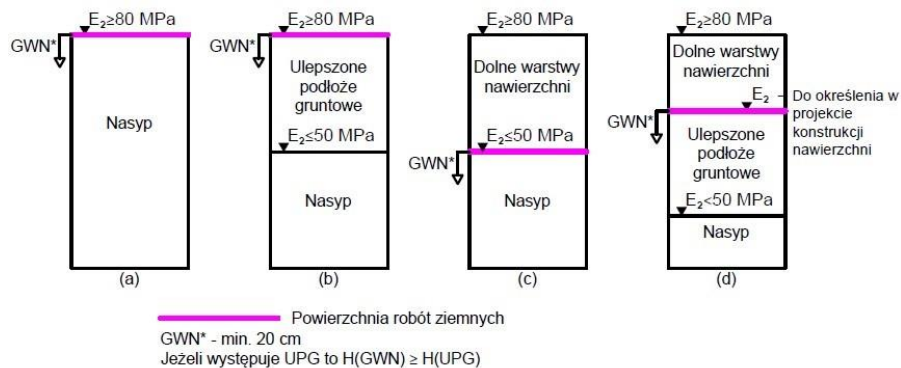 E₂≥80 MPa
GWN*
Nasyp
(a)
E₂≥80 MPa
GWN*
Ulepszone
podłoże
gruntowe
E₂≤50 MPa
Nasyp
(b)
E₂≥80 MPa
Dolne warstwy
nawierzchni
E₂≤50 MPa
GWN*
Nasyp
(c)
E₂≥80 MPa
Dolne warstwy
nawierzchni
E₂ - Do określenia w
projekcie
konstrukcji
nawierzchni
GWN*
Ulepszone
podłoże
gruntowe
E₂<50 MPa
Nasyp
(d)
Powierzchnia robót ziemnych
GWN* - min. 20 cm
Jeżeli występuje UPG to H(GWN) ≥ H(UPG)